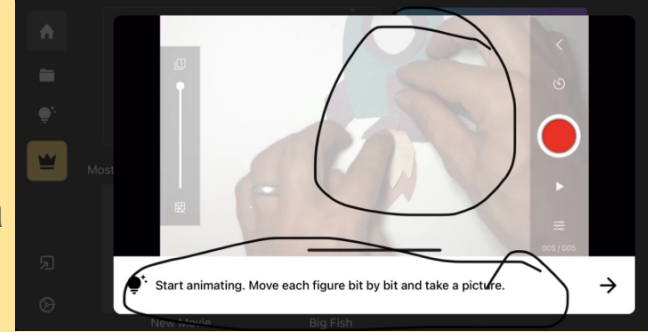 Most
005 / 005
Start animating. Move each figure bit by bit and take a picture.
New Movie
Big Fish